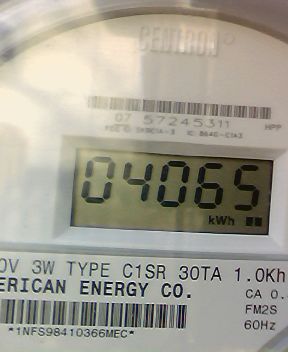 CENTRON®
07 57245311 HPP
04065
kWh
0V 3W TYPE C1SR 30TA 1.0Kh
ERICAN ENERGY CO. CA 0.
FM2S
60Hz
*1NFS98410366MEC*